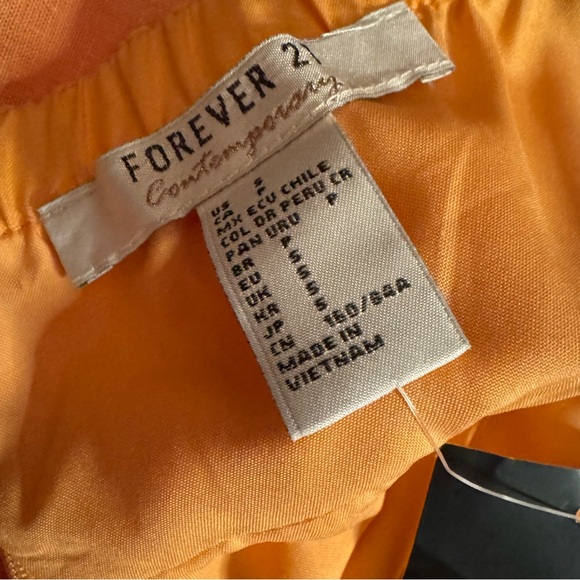 FOREVER 21
Contemporary
US S
CA P
MX ECU CHILE
COL DR PERU CR
PAN URU P
BR P
EU S
UK S
KR S
JP S
CN 160/84A
MADE IN
VIETNAM